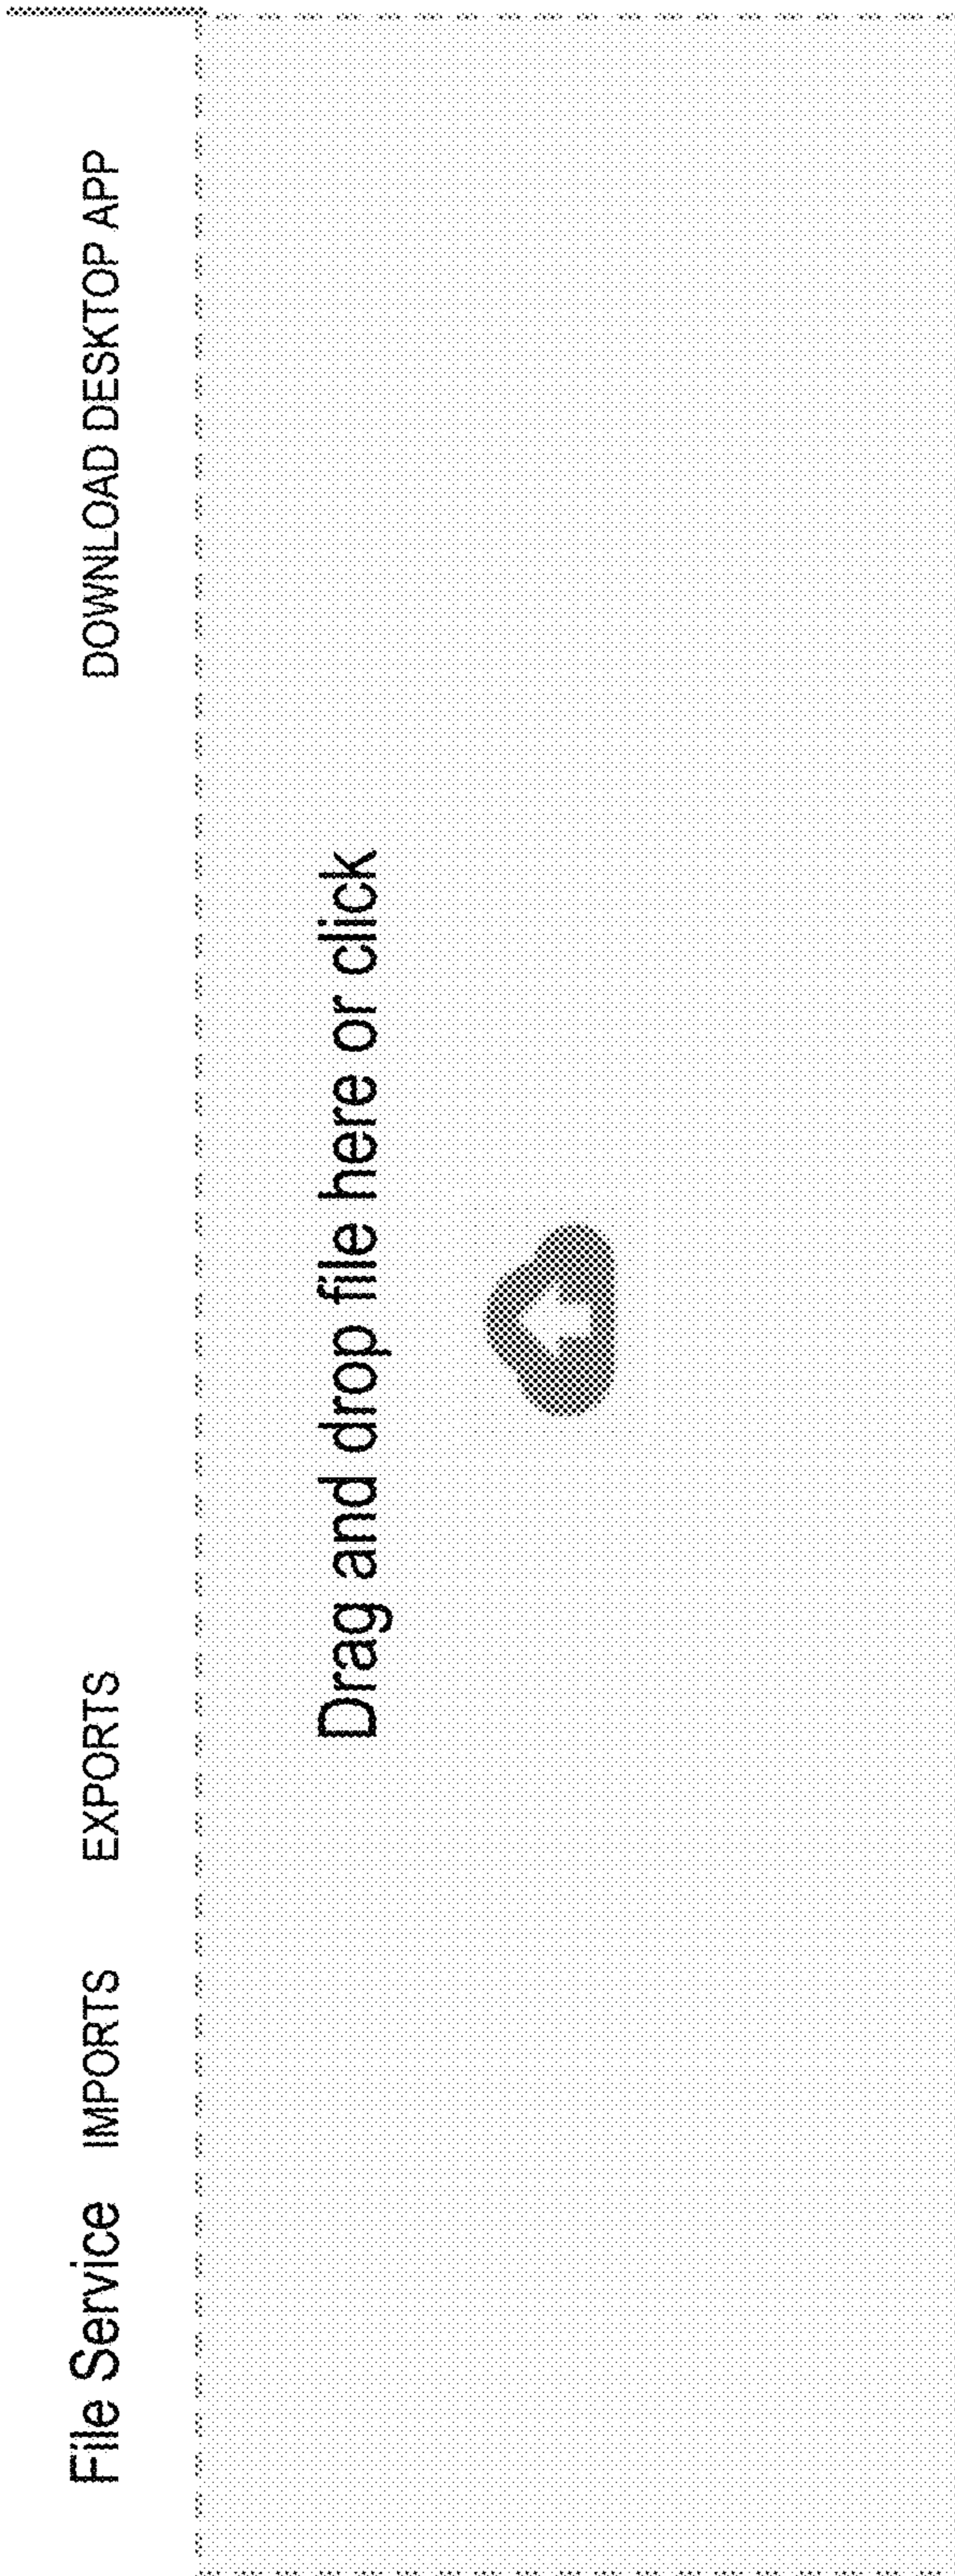 File Service IMPORTS EXPORTS DOWNLOAD DESKTOP APP
Drag and drop file here or click